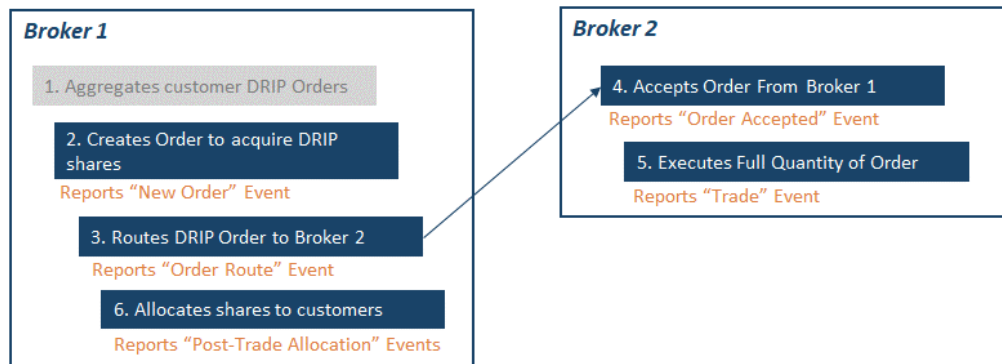 Broker 1
1. Aggregates customer DRIP Orders
2. Creates Order to acquire DRIP
shares
Reports “New Order” Event
3. Routes DRIP Order to Broker 2
Reports “Order Route” Event
6. Allocates shares to customers
Reports “Post-Trade Allocation” Events
Broker 2
4. Accepts Order From Broker 1
Reports “Order Accepted” Event
5. Executes Full Quantity of Order
Reports “Trade” Event